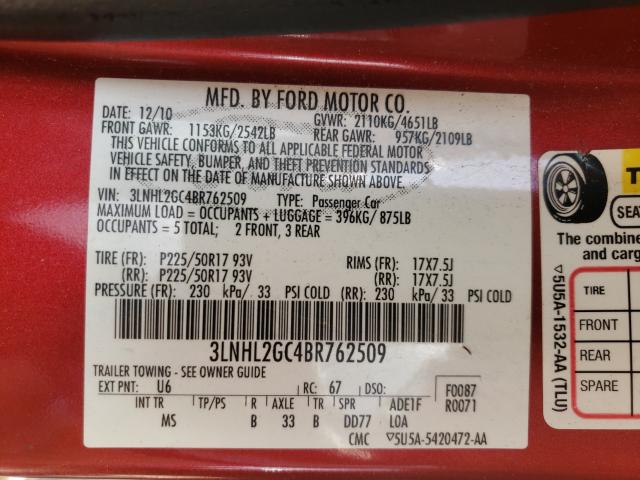 MFD. BY FORD MOTOR CO.
DATE: 12/10 GVWR: 2110KG/4651LB
FRONT GAWR: 1153KG/2542LB REAR GAWR: 957KG/2109LB
THIS VEHICLE CONFORMS TO ALL APPLICABLE FEDERAL MOTOR
VEHICLE SAFETY, BUMPER, AND THEFT PREVENTION STANDARDS
IN EFFECT ON THE DATE OF MANUFACTURE SHOWN ABOVE.
VIN: 3LNHL2GC4BR762509 TYPE: Passenger Car
MAXIMUM LOAD = OCCUPANTS + LUGGAGE = 396KG/ 875LB
OCCUPANTS = 5 TOTAL; 2 FRONT, 3 REAR
TIRE (FR): P225/50R17 93V RIMS (FR): 17X7.5J
(RR): P225/50R17 93V (RR): 17X7.5J
PRESSURE (FR): 230 kPa/ 33 PSI COLD (RR): 230 kPa/ 33 PSI COLD
3LNHL2GC4BR762509
TRAILER TOWING - SEE OWNER GUIDE
EXT PNT: U6 RC: 67 DSO: F0087
INT TR TP/PS R AXLE TR SPR ADE1F R0071
MS B 33 B DD77 LOA
CMC ▽5U5A-5420472-AA
▽5U5A-1532-AA (TLU)
T
SEA
The combine
and carg
TIRE
FRONT
REAR
SPARE